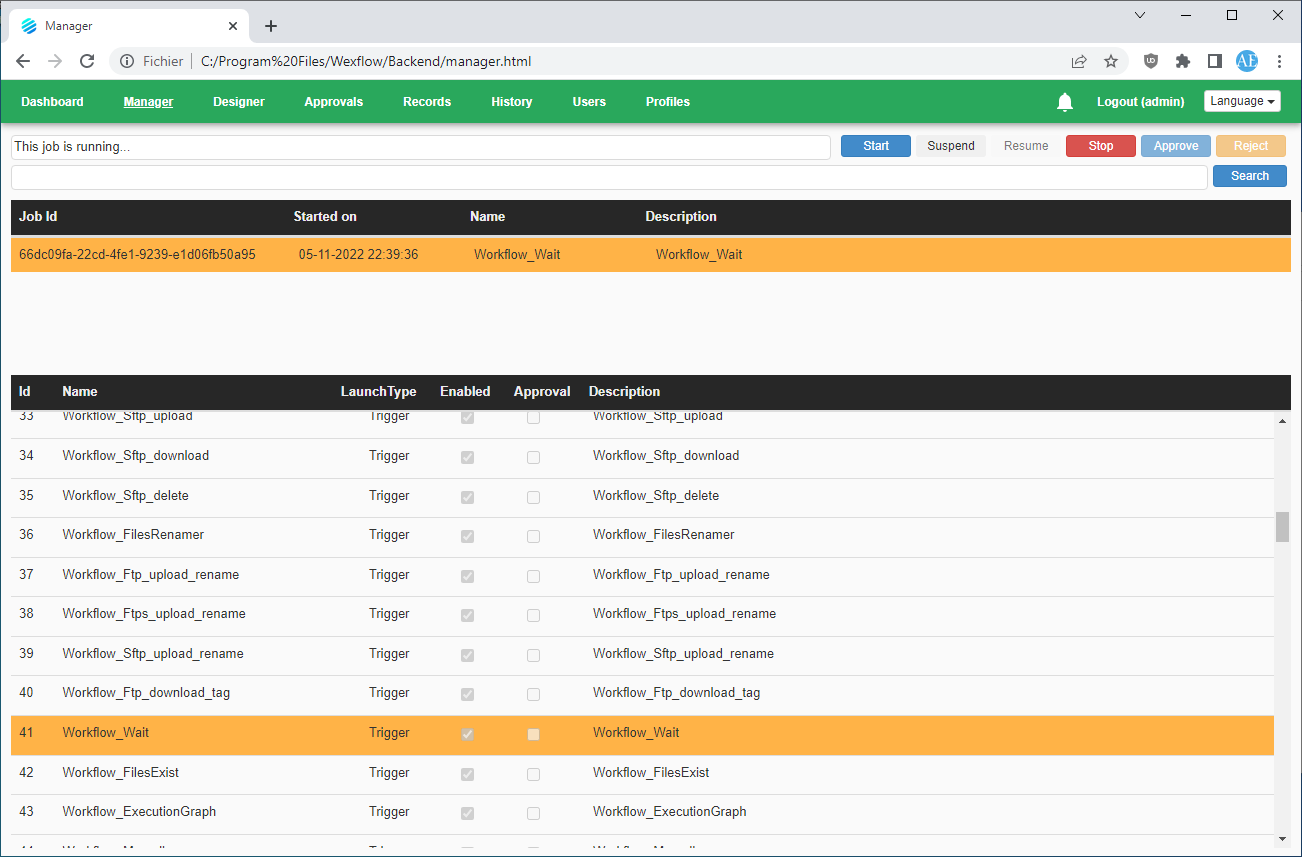 Manager
Fichier C:/Program%20Files/Wexflow/Backend/manager.html
Dashboard Manager Designer Approvals Records History Users Profiles Logout (admin) Language
This job is running... Start Suspend Resume Stop Approve Reject
Search
Job Id Started on Name Description
66dc09fa-22cd-4fe1-9239-e1d06fb50a95 05-11-2022 22:39:36 Workflow_Wait Workflow_Wait
Id Name LaunchType Enabled Approval Description
33 Workflow_Sftp_upload Trigger Workflow_Sftp_upload
34 Workflow_Sftp_download Trigger Workflow_Sftp_download
35 Workflow_Sftp_delete Trigger Workflow_Sftp_delete
36 Workflow_FilesRenamer Trigger Workflow_FilesRenamer
37 Workflow_Ftp_upload_rename Trigger Workflow_Ftp_upload_rename
38 Workflow_Ftps_upload_rename Trigger Workflow_Ftps_upload_rename
39 Workflow_Sftp_upload_rename Trigger Workflow_Sftp_upload_rename
40 Workflow_Ftp_download_tag Trigger Workflow_Ftp_download_tag
41 Workflow_Wait Trigger Workflow_Wait
42 Workflow_FilesExist Trigger Workflow_FilesExist
43 Workflow_ExecutionGraph Trigger Workflow_ExecutionGraph